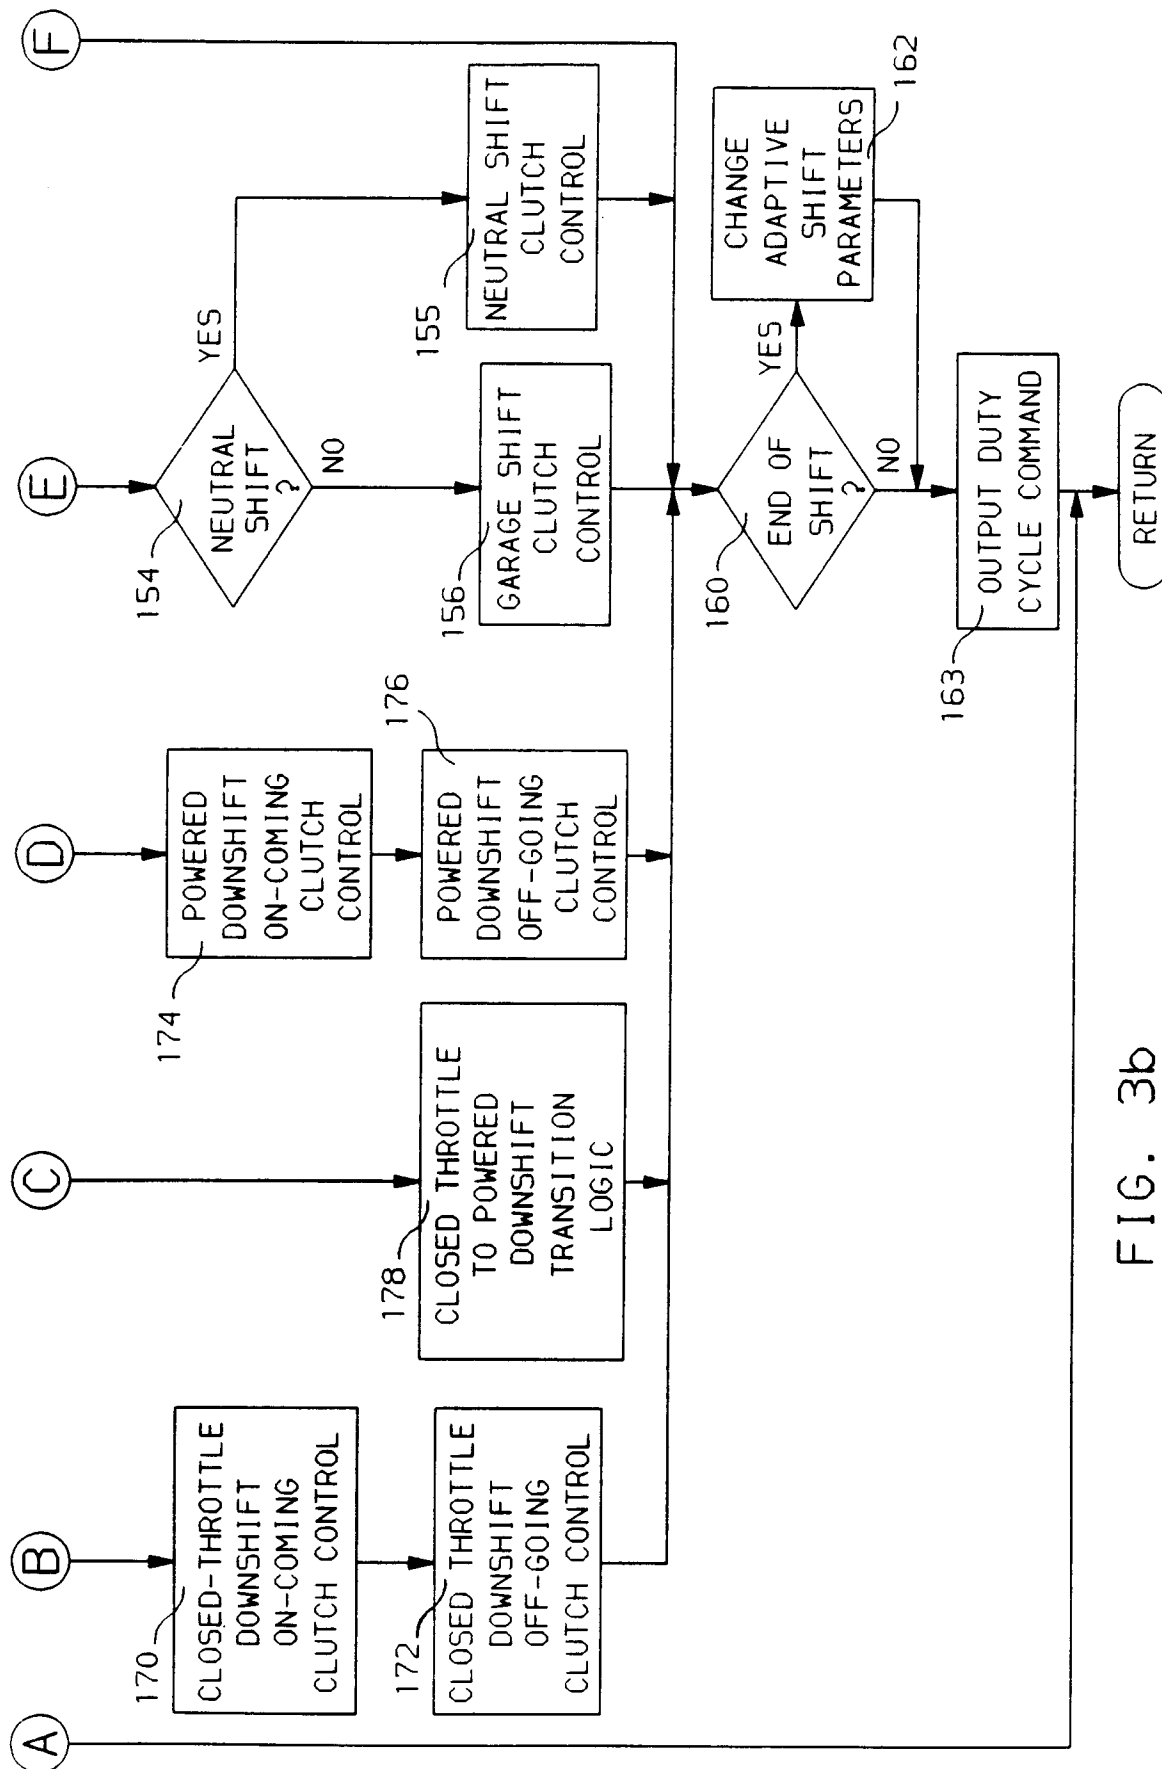 A
B
C
D
E
F
170
CLOSED-THROTTLE
DOWNSHIFT
ON-COMING
CLUTCH CONTROL
172
CLOSED THROTTLE
DOWNSHIFT
OFF-GOING
CLUTCH CONTROL
178
CLOSED THROTTLE
TO POWERED
DOWNSHIFT
TRANSITION
LOGIC
174
POWERED
DOWNSHIFT
ON-COMING
CLUTCH
CONTROL
176
POWERED
DOWNSHIFT
OFF-GOING
CLUTCH
CONTROL
154
NEUTRAL
SHIFT
?
YES
NO
156
GARAGE SHIFT
CLUTCH
CONTROL
155
NEUTRAL SHIFT
CLUTCH
CONTROL
160
END OF
SHIFT
?
YES
NO
CHANGE
ADAPTIVE
SHIFT
PARAMETERS
162
163
OUTPUT DUTY
CYCLE COMMAND
RETURN
FIG. 3b